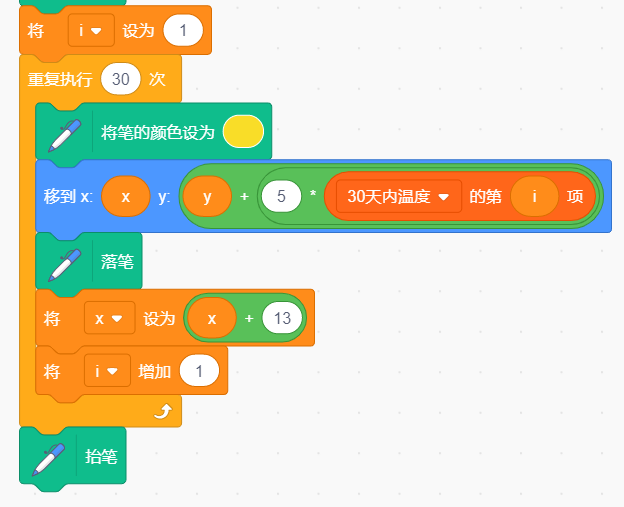 将 i 设为 1
重复执行 30 次
将笔的颜色设为
移到 x: x y: y + 5 * 30天内温度 的第 i 项
落笔
将 x 设为 x + 13
将 i 增加 1
抬笔